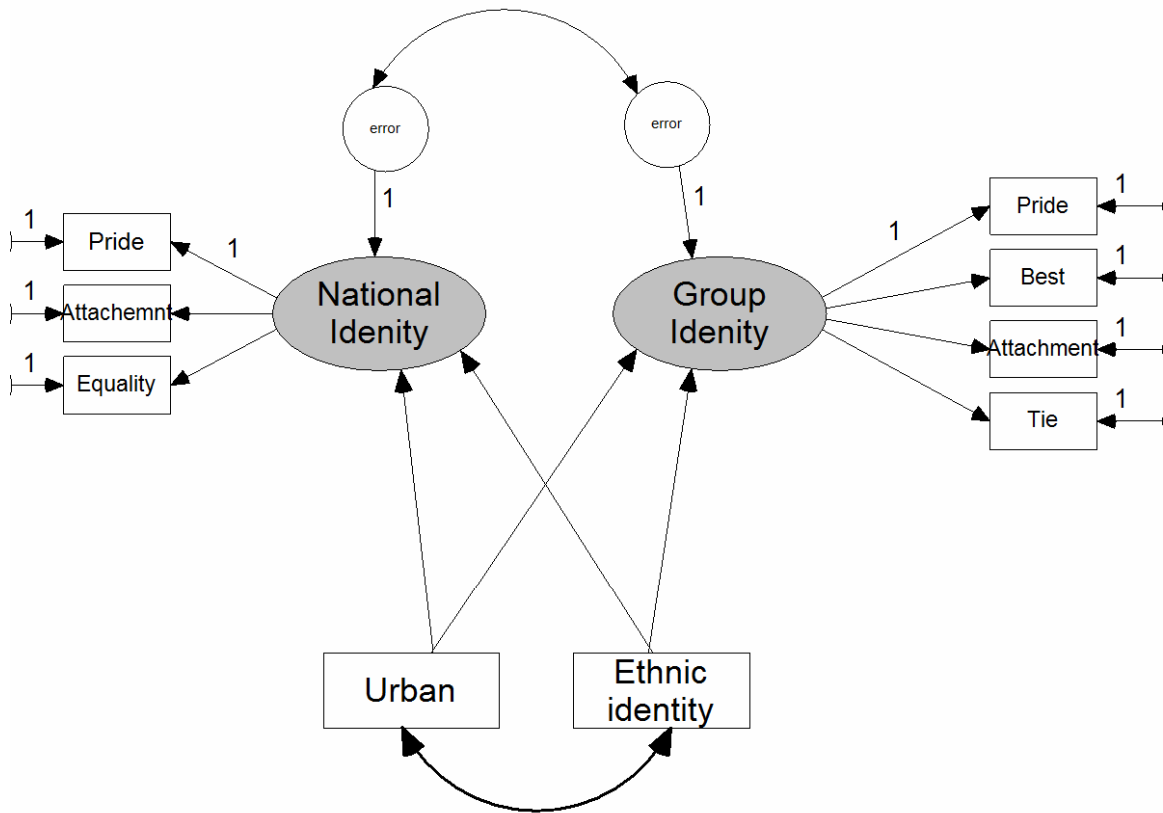 error
error
1
1
1
Pride
1
1
Pride
1
1
Best
1
Attachemnt
National
Idenity
Group
Idenity
1
Attachment
1
Equality
1
Tie
Urban
Ethnic
identity